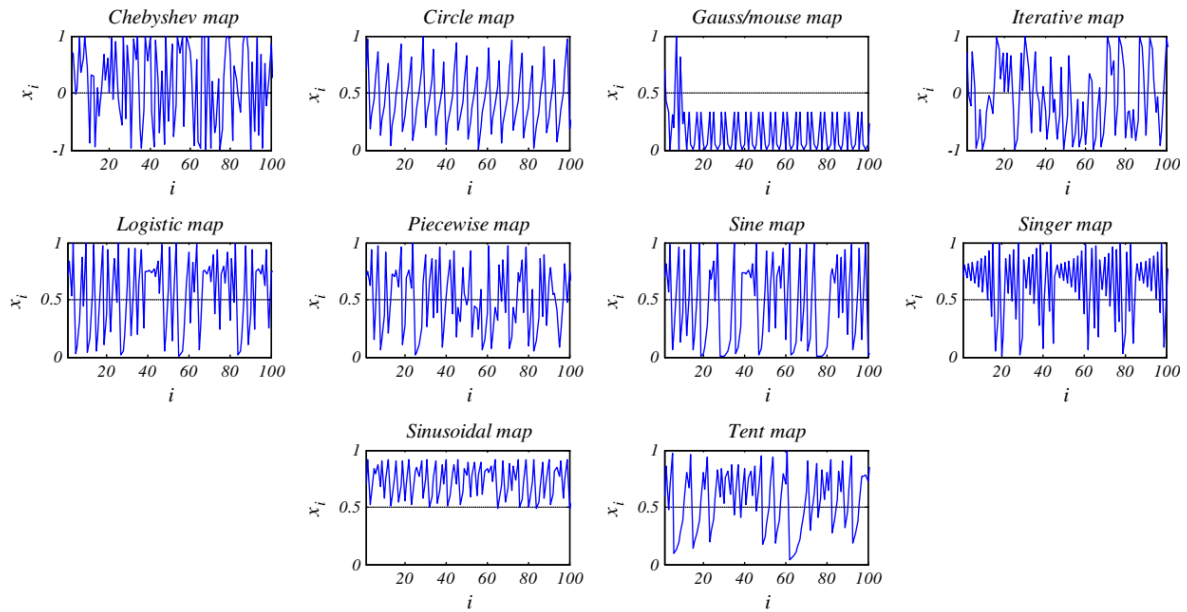 Chebyshev map Circle map Gauss/mouse map Iterative map
1 1 1 1
x_i 0 x_i 0.5 x_i 0.5 x_i 0
-1 0 0 -1
20 40 60 80 100 20 40 60 80 100 20 40 60 80 100 20 40 60 80 100
i i i i
Logistic map Piecewise map Sine map Singer map
1 1 1 1
x_i 0.5 x_i 0.5 x_i 0.5 x_i 0.5
0 0 0 0
20 40 60 80 100 20 40 60 80 100 20 40 60 80 100 20 40 60 80 100
i i i i
Sinusoidal map Tent map
1 1
x_i 0.5 x_i 0.5
0 0
20 40 60 80 100 20 40 60 80 100
i i